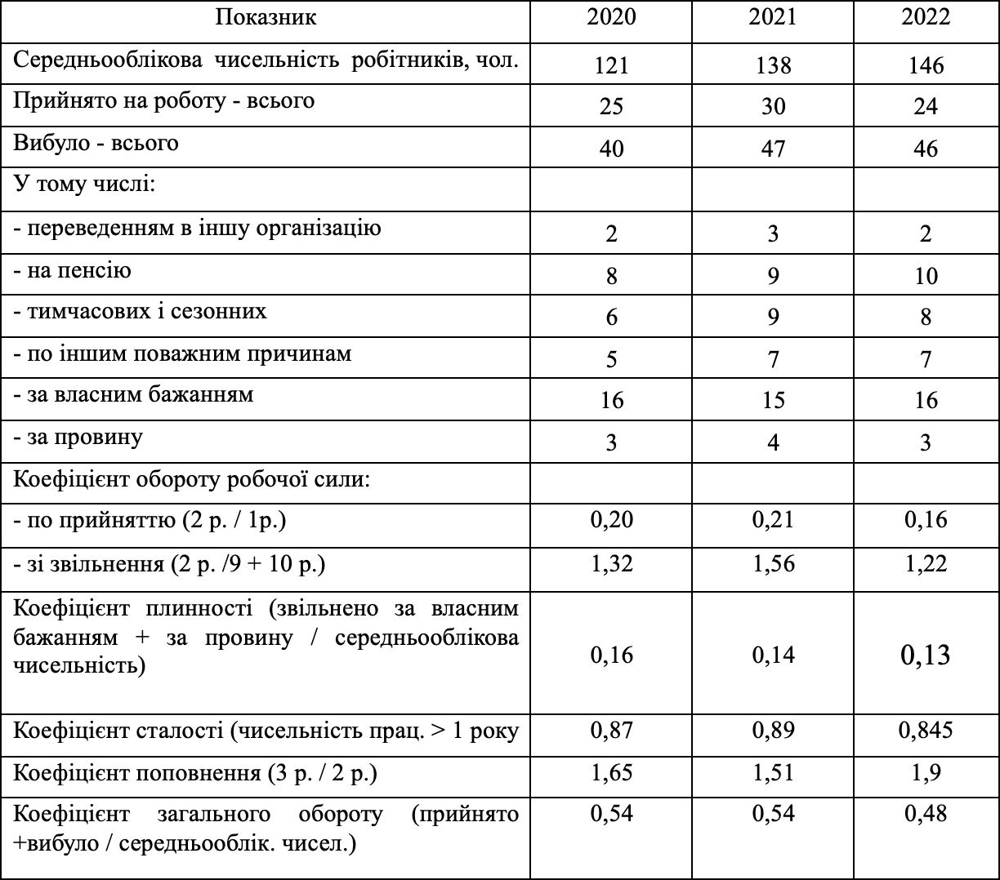 Показник 2020 2021 2022
Середньооблікова чисельність робітників, чол. 121 138 146
Прийнято на роботу - всього 25 30 24
Вибуло - всього 40 47 46
У тому числі:
- переведенням в іншу організацію 2 3 2
- на пенсію 8 9 10
- тимчасових і сезонних 6 9 8
- по іншим поважним причинам 5 7 7
- за власним бажанням 16 15 16
- за провину 3 4 3
Коефіцієнт обороту робочої сили:
- по прийняттю (2 р. / 1р.) 0,20 0,21 0,16
- зі звільнення (2 р. /9 + 10 р.) 1,32 1,56 1,22
Коефіцієнт плинності (звільнено за власним
бажанням + за провину / середньооблікова
чисельність) 0,16 0,14 0,13
Коефіцієнт сталості (чисельність прац. > 1 року 0,87 0,89 0,845
Коефіцієнт поповнення (3 р. / 2 р.) 1,65 1,51 1,9
Коефіцієнт загального обороту (прийнято 0,54 0,54 0,48
+вибуло / середньооблік. чисел.)